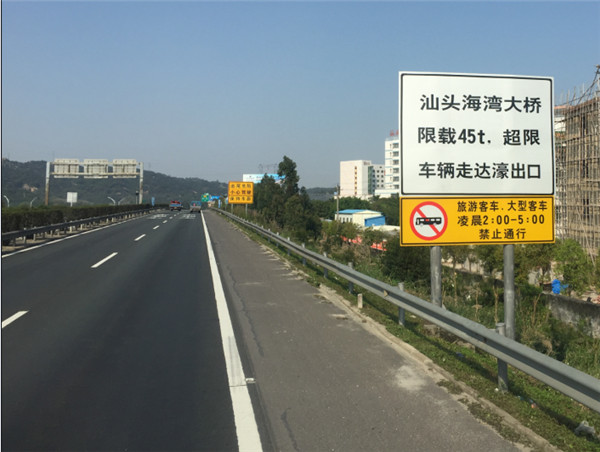 汕头海湾大桥
限载45t，超限
车辆走达濠出口
旅游客车、大型客车
凌晨2:00-5:00
禁止通行